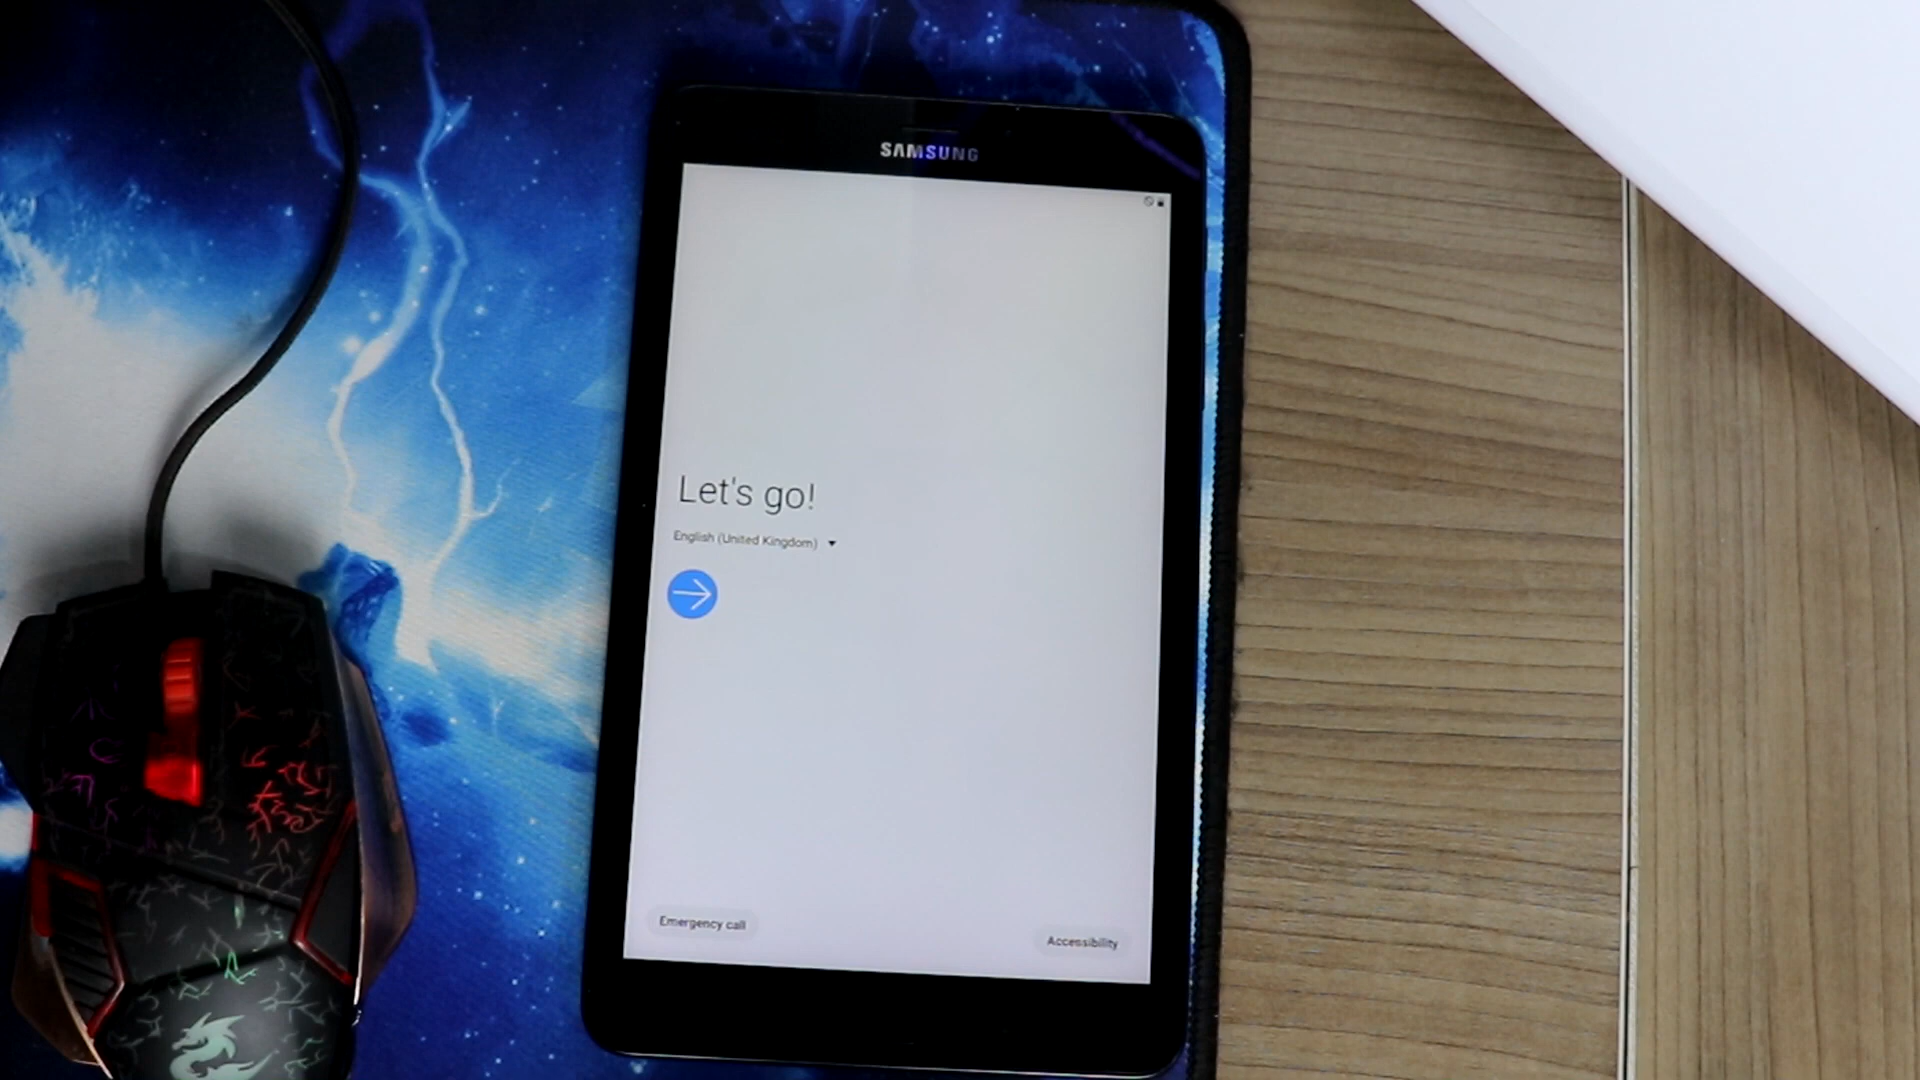 SAMSUNG
Let's go!
English (United Kingdom)
Emergency call
Accessibility